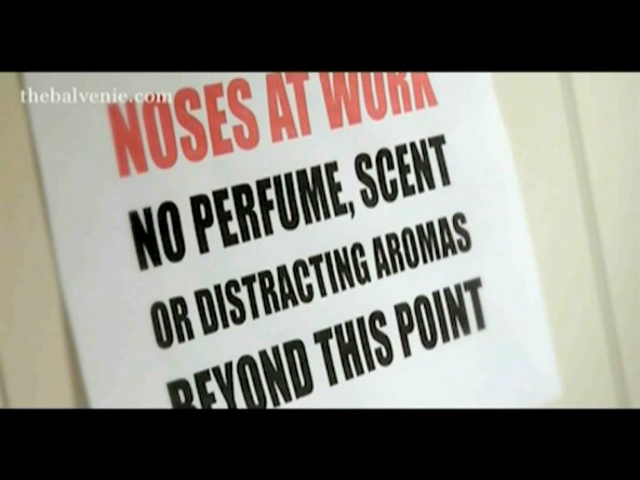 thebalvenie.com
NOSES AT WORK
NO PERFUME, SCENT
OR DISTRACTING AROMAS
BEYOND THIS POINT